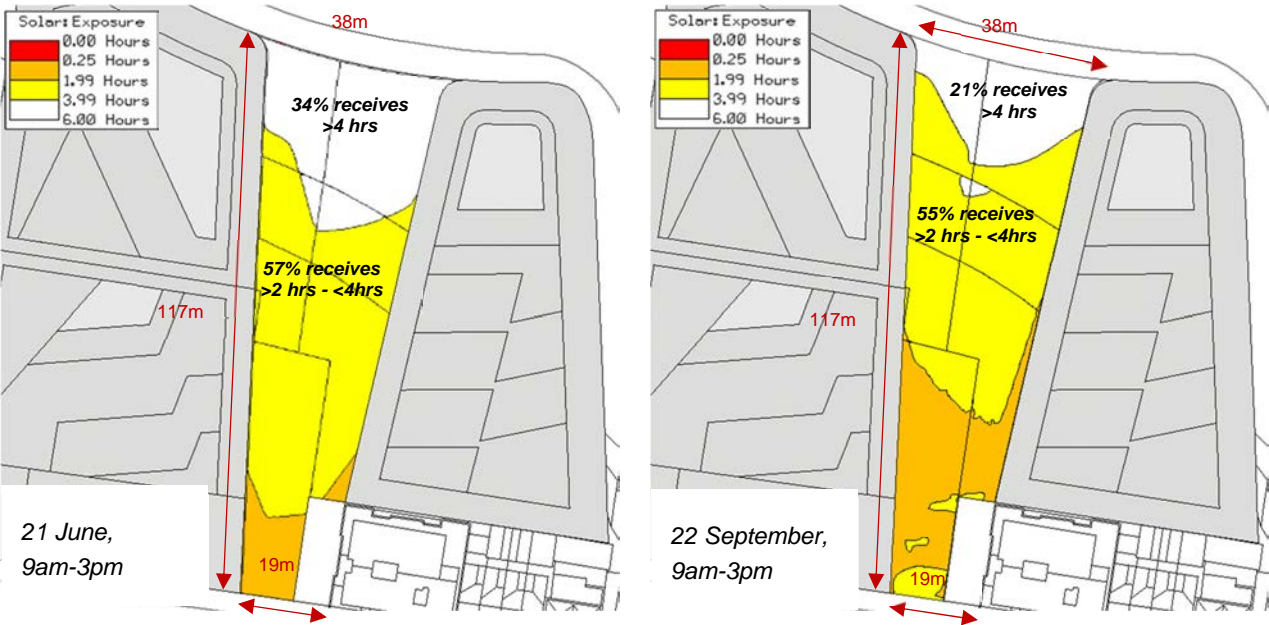 Solar: Exposure
0.00 Hours
0.25 Hours
1.99 Hours
3.99 Hours
6.00 Hours
38m
34% receives
>4 hrs
57% receives
>2 hrs - <4hrs
117m
19m
21 June,
9am-3pm
Solar: Exposure
0.00 Hours
0.25 Hours
1.99 Hours
3.99 Hours
6.00 Hours
38m
21% receives
>4 hrs
55% receives
>2 hrs - <4hrs
117m
19m
22 September,
9am-3pm